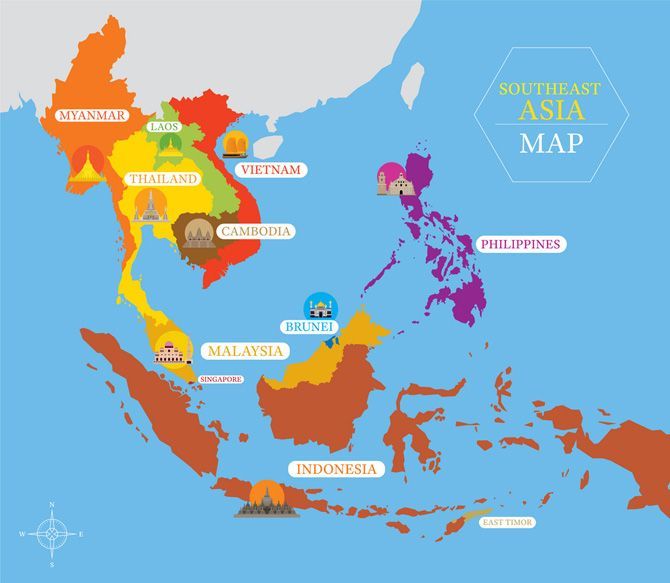 SOUTHEAST
ASIA
MAP
MYANMAR
LAOS
VIETNAM
THAILAND
CAMBODIA
PHILIPPINES
BRUNEI
MALAYSIA
SINGAPORE
INDONESIA
EAST TIMOR
N
W E
S